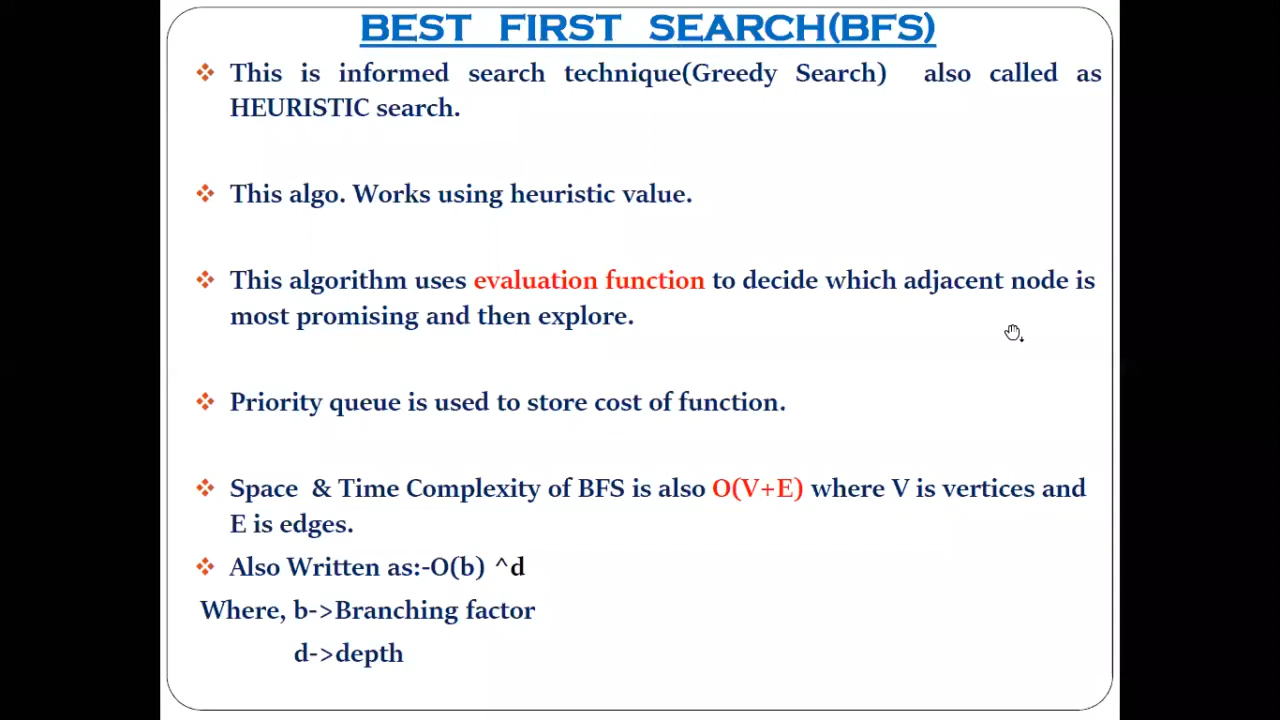 BEST FIRST SEARCH(BFS)
This is informed search technique(Greedy Search) also called as
HEURISTIC search.
This algo. Works using heuristic value.
This algorithm uses evaluation function to decide which adjacent node is
most promising and then explore.
Priority queue is used to store cost of function.
Space & Time Complexity of BFS is also O(V+E) where V is vertices and
E is edges.
Also Written as:-O(b) ^d
Where, b->Branching factor
d->depth